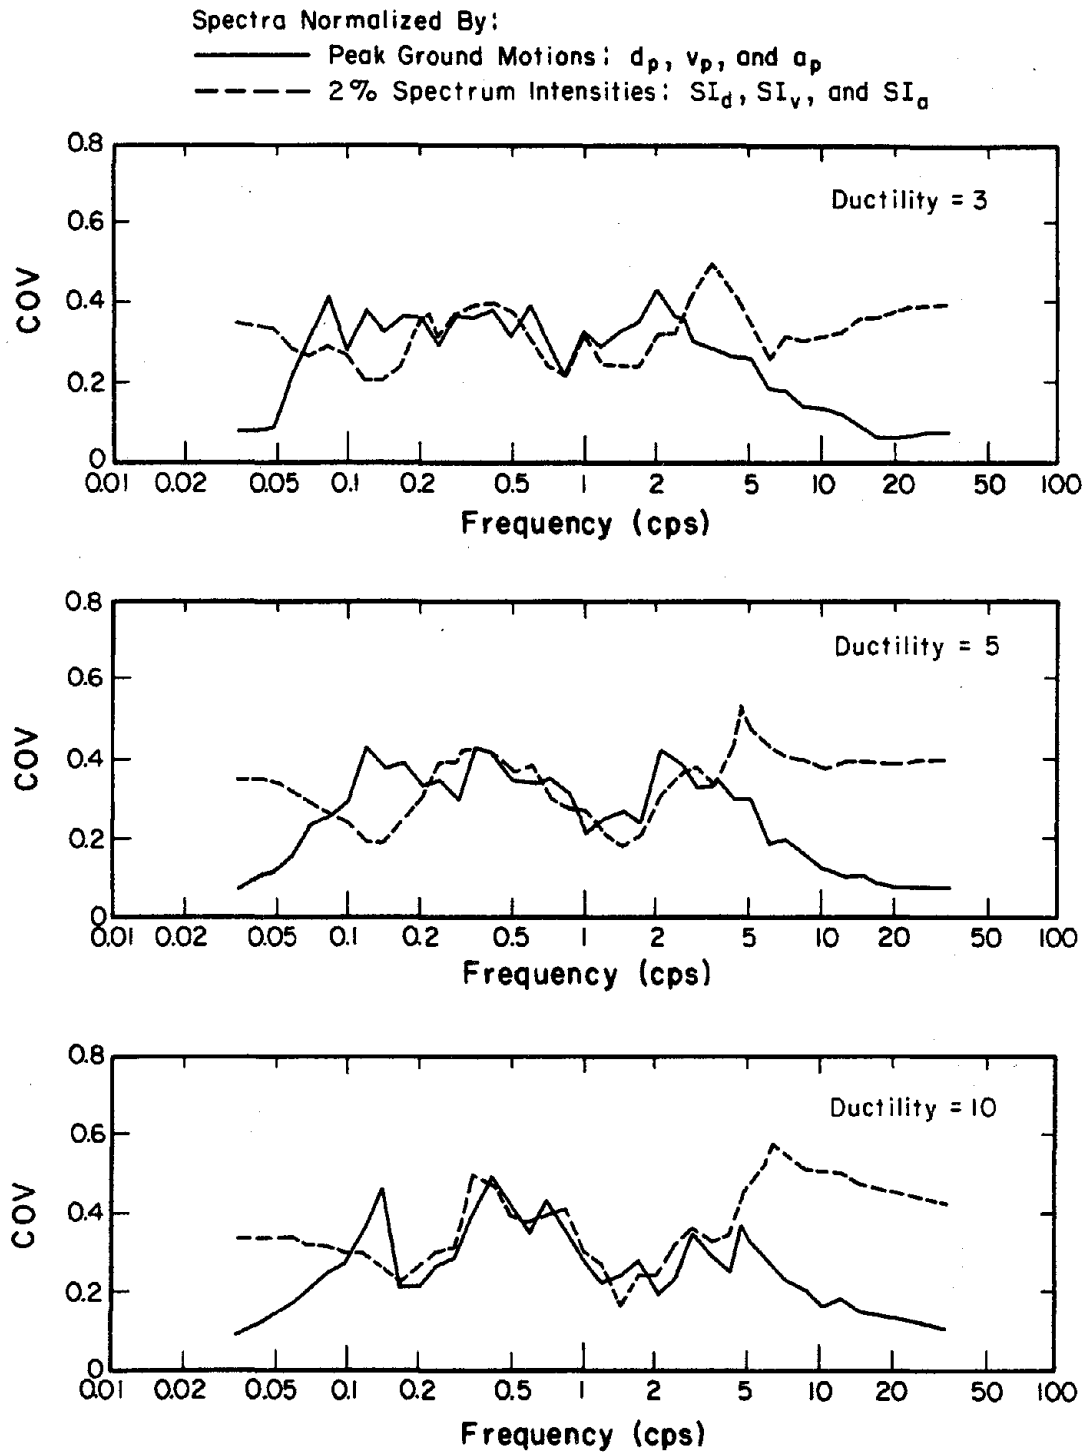 Spectra Normalized By:
Peak Ground Motions: dp, vp, and ap
2% Spectrum Intensities: SId, SIv, and SIa
0.8
0.6
0.4
0.2
0
COV
Ductility = 3
0.01 0.02 0.05 0.1 0.2 0.5 1 2 5 10 20 50 100
Frequency (cps)
0.8
0.6
0.4
0.2
0
COV
Ductility = 5
0.01 0.02 0.05 0.1 0.2 0.5 1 2 5 10 20 50 100
Frequency (cps)
0.8
0.6
0.4
0.2
0
COV
Ductility = 10
0.01 0.02 0.05 0.1 0.2 0.5 1 2 5 10 20 50 100
Frequency (cps)